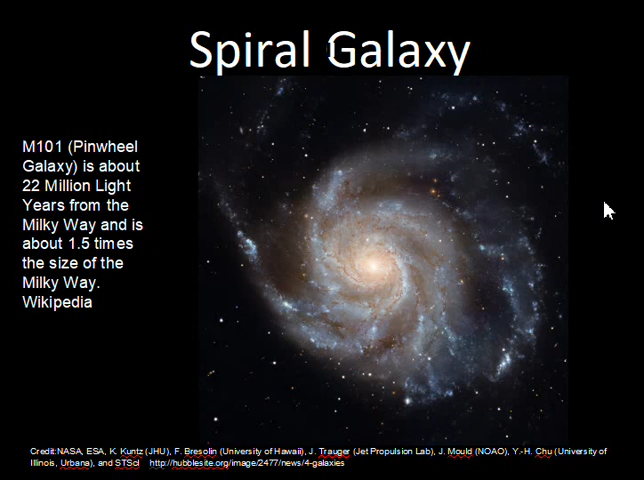 Spiral Galaxy
M101 (Pinwheel
Galaxy) is about
22 Million Light
Years from the
Milky Way and is
about 1.5 times
the size of the
Milky Way.
Wikipedia
Credit:NASA, ESA, K. Kuntz (JHU), F. Bresolin (University of Hawaii), J. Trauger (Jet Propulsion Lab), J. Mould (NOAO), Y.-H. Chu (University of
Illinois, Urbana), and STScI http://hubblesite.org/image/2477/news/4-galaxies